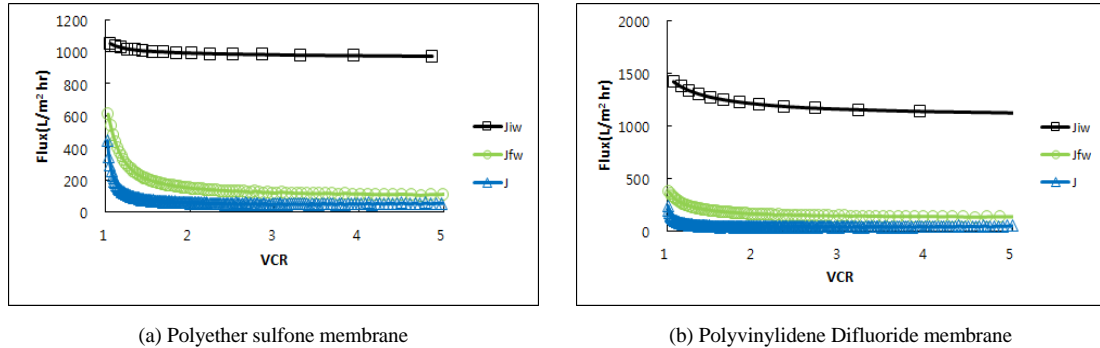 1200
1000
800
600
400
200
0
Flux(L/m² hr)
1 2 3 4 5
VCR
Jiw
Jfw
J
(a) Polyether sulfone membrane
2000
1500
1000
500
0
Flux(L/m² hr)
1 2 3 4 5
VCR
Jiw
Jfw
J
(b) Polyvinylidene Difluoride membrane